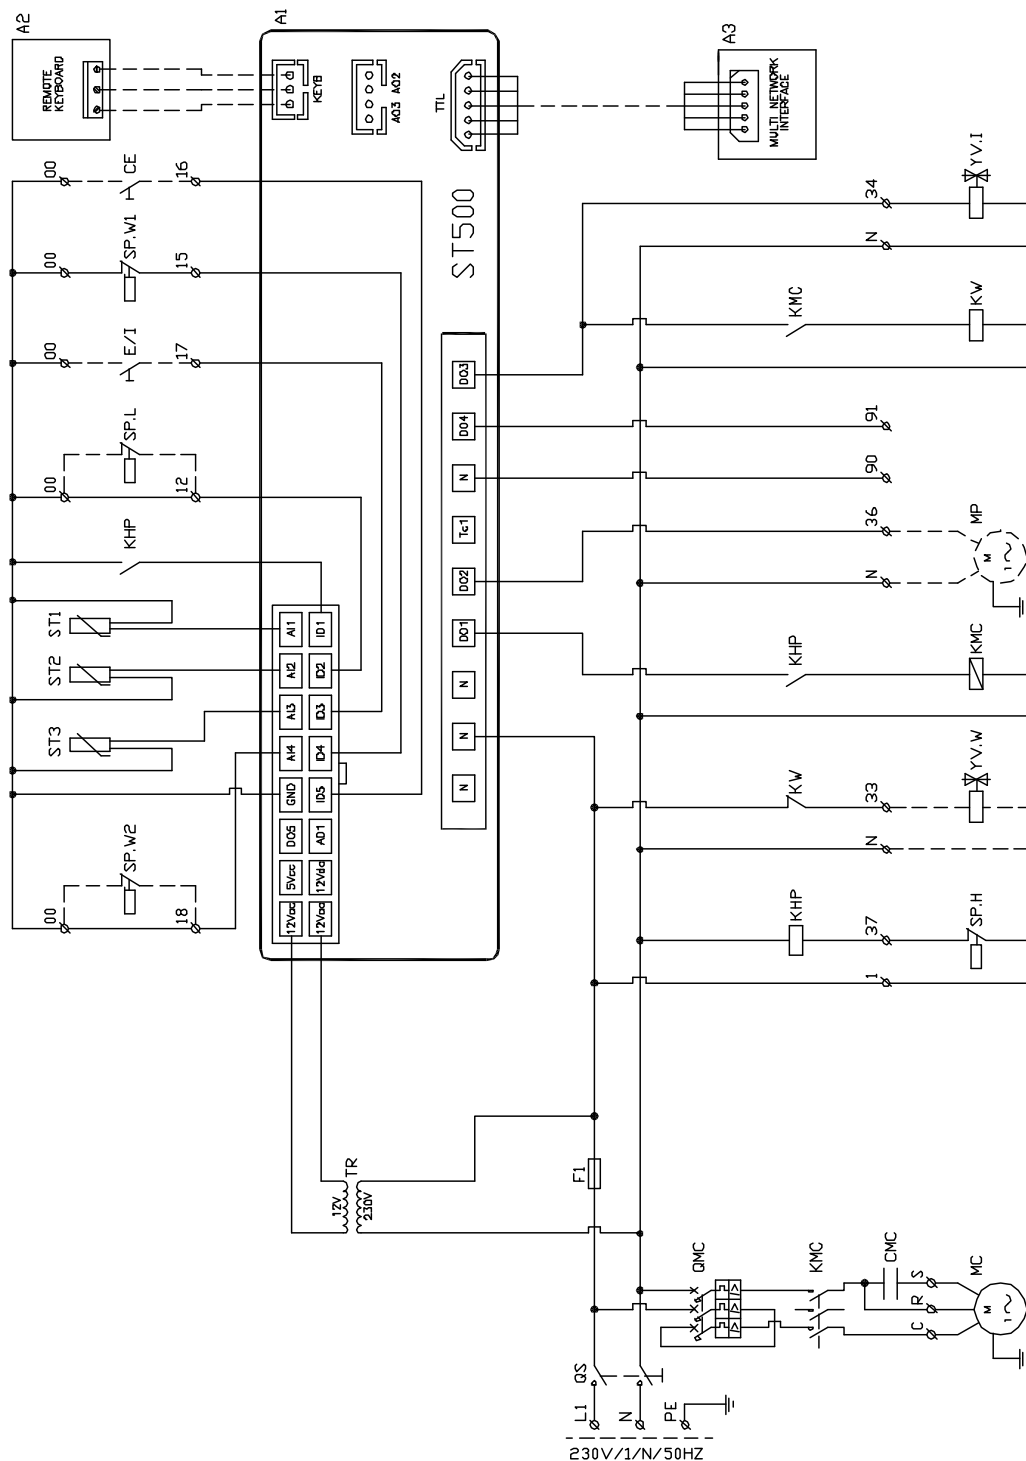 A2
REMOTE
KEYBOARD
A1
KEYB
AO3 AO2
TTL
A3
MULTI NETWORK
INTERFACE
ST500
00
CE
16
00
SP.W1
15
00
E/I
17
00
SP.L
12
KHP
ST1
ST2
ST3
00
SP.W2
18
AI1
AI2
AI3
AI4
GND
DO5
5Vcc
12Vac
ID1
ID2
ID3
ID4
ID5
AD1
12Vdc
12Vac
DO3
DO4
N
Tc1
DO2
DO1
N
N
N
34
YV.I
N
KMC
KW
91
90
36
MP
M
N
KHP
KMC
KW
33
YV.W
N
KHP
37
SP.H
1
TR
12V
230V
F1
QMC
KMC
CMC
S
R
C
MC
M
QS
L1
N
PE
230V/1/N/50HZ